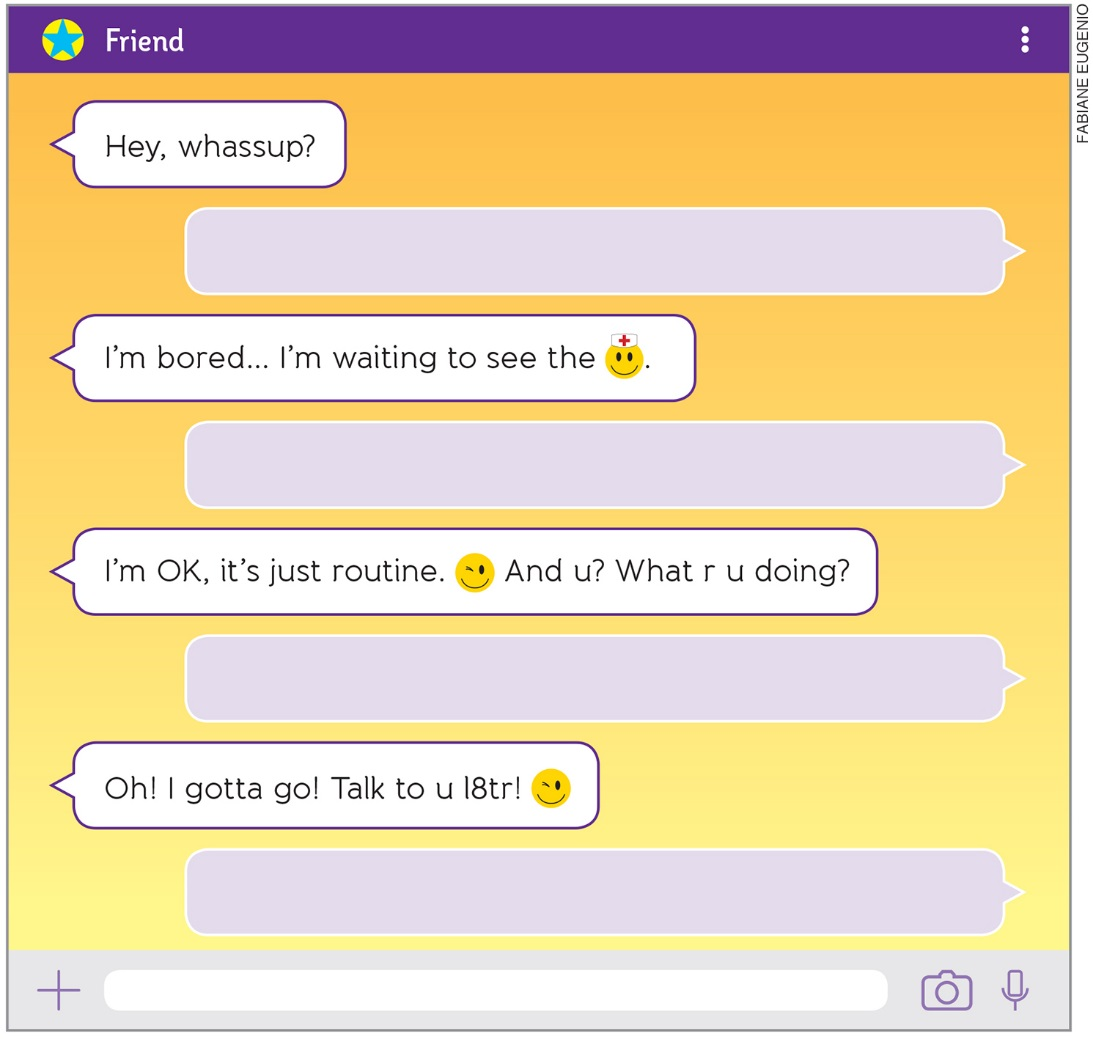 Friend
FABIANE EUGENIO
Hey, whassup?
I'm bored... I'm waiting to see the .
I'm OK, it's just routine. And u? What r u doing?
Oh! I gotta go! Talk to u l8tr!